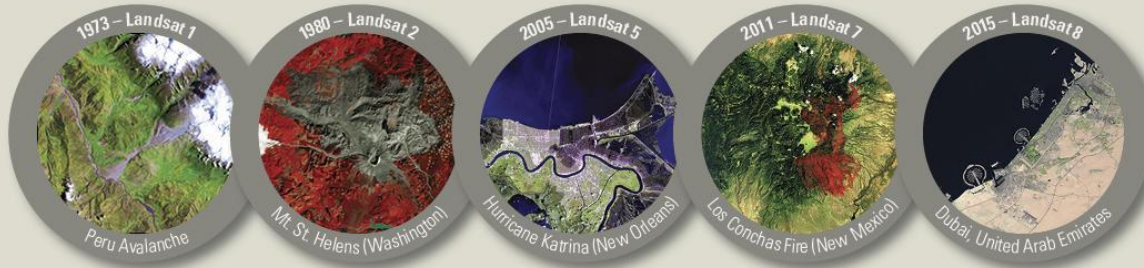 1973 – Landsat 1
Peru Avalanche
1980 – Landsat 2
Mt. St. Helens (Washington)
2005 – Landsat 5
Hurricane Katrina (New Orleans)
2011 – Landsat 7
Los Conchas Fire (New Mexico)
2015 – Landsat 8
Dubai, United Arab Emirates